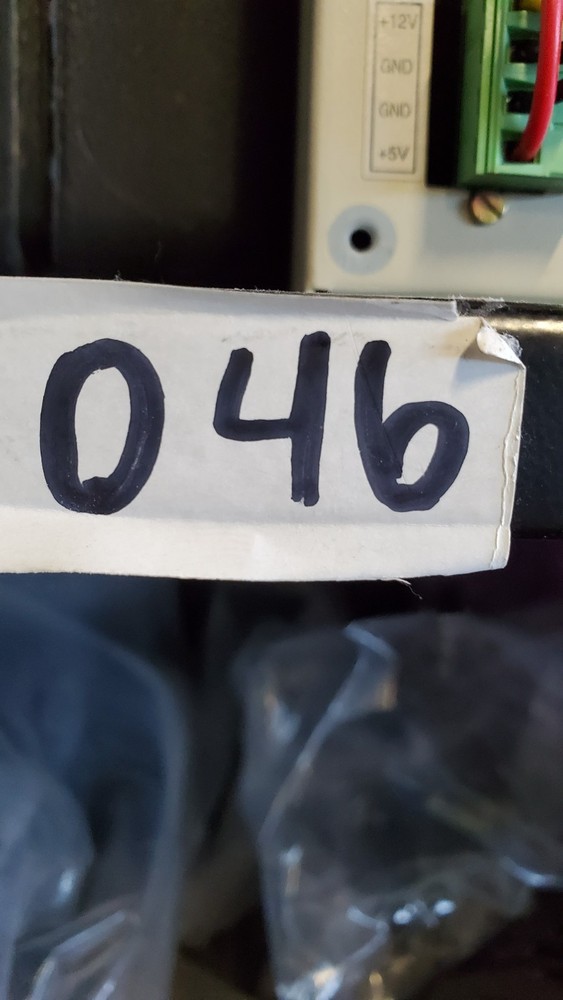 +12V
GND
GND
+5V
046